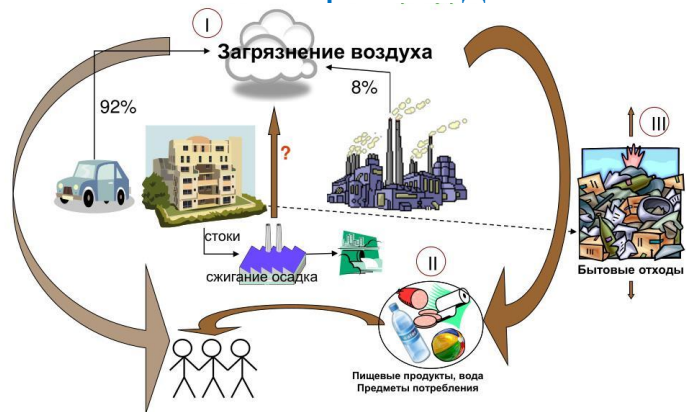 I
Загрязнение воздуха
92%
8%
III
?
стоки
сжигание осадка
II
Бытовые отходы
Пищевые продукты, вода
Предметы потребления